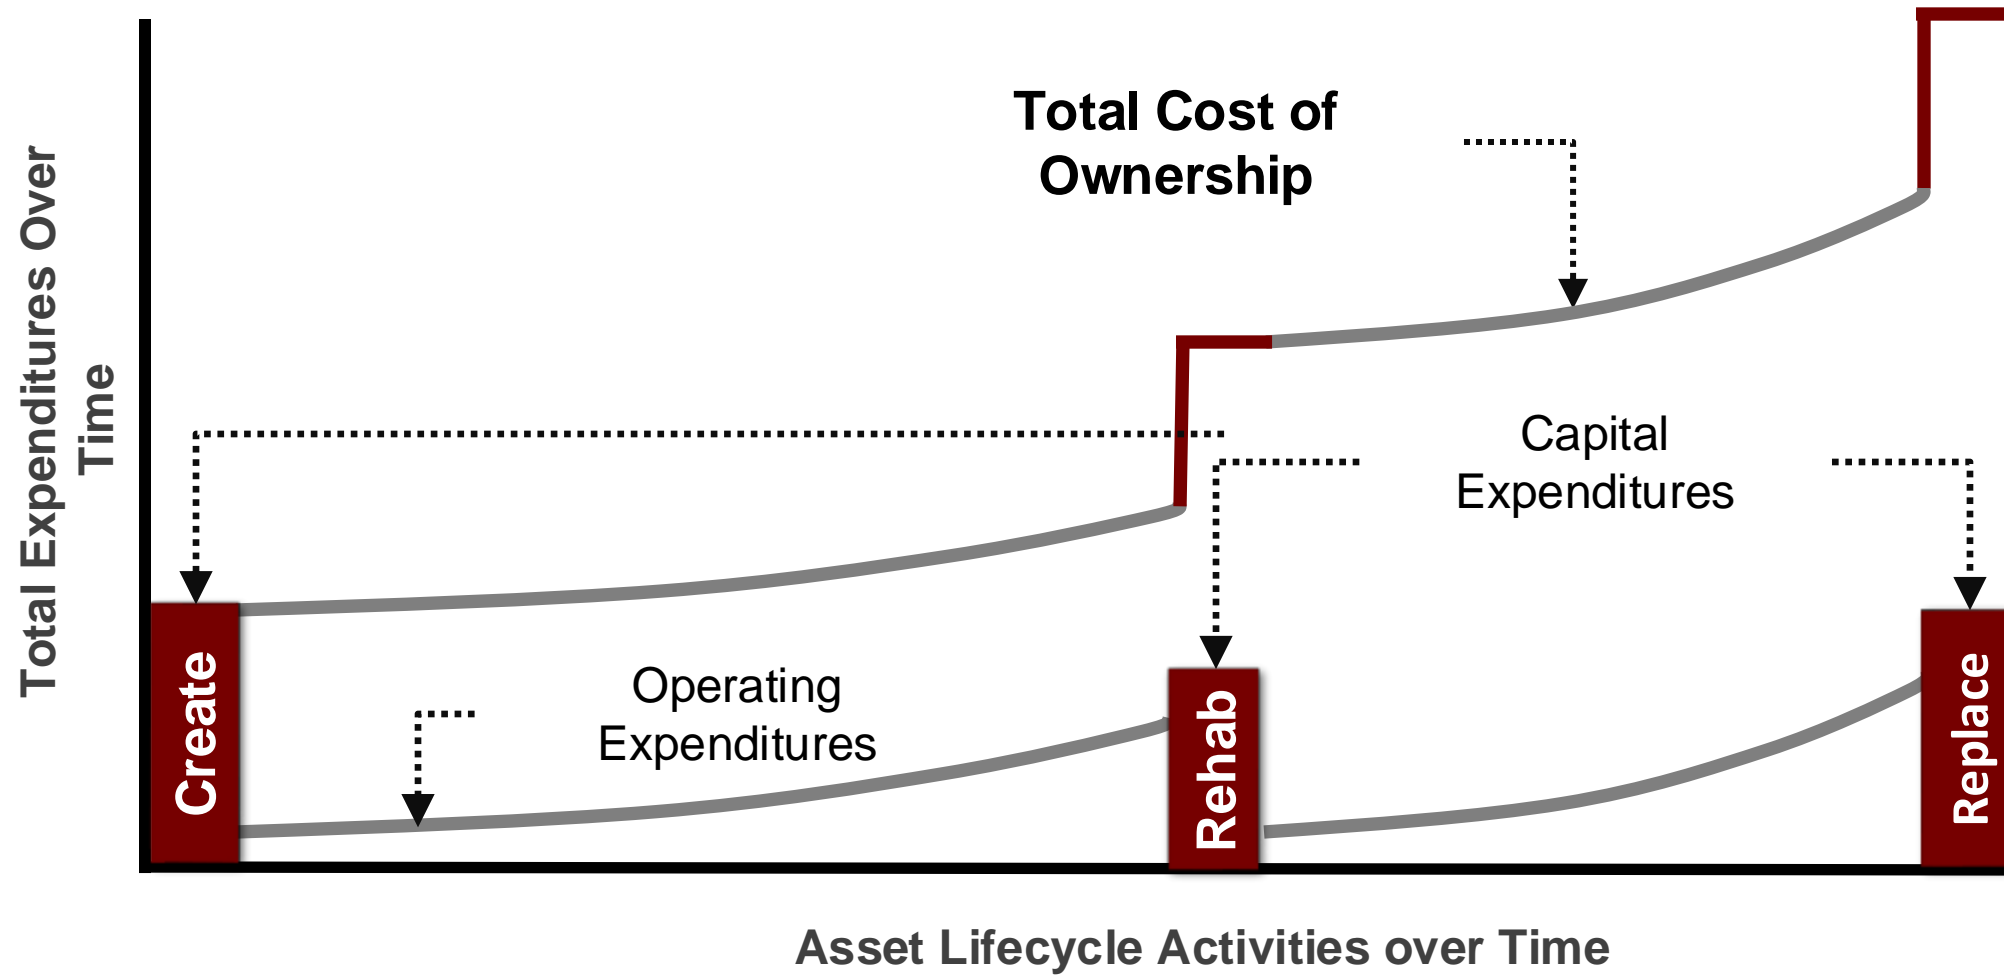 Total Expenditures Over
Time
Total Cost of
Ownership
Capital
Expenditures
Operating
Expenditures
Create
Rehab
Replace
Asset Lifecycle Activities over Time